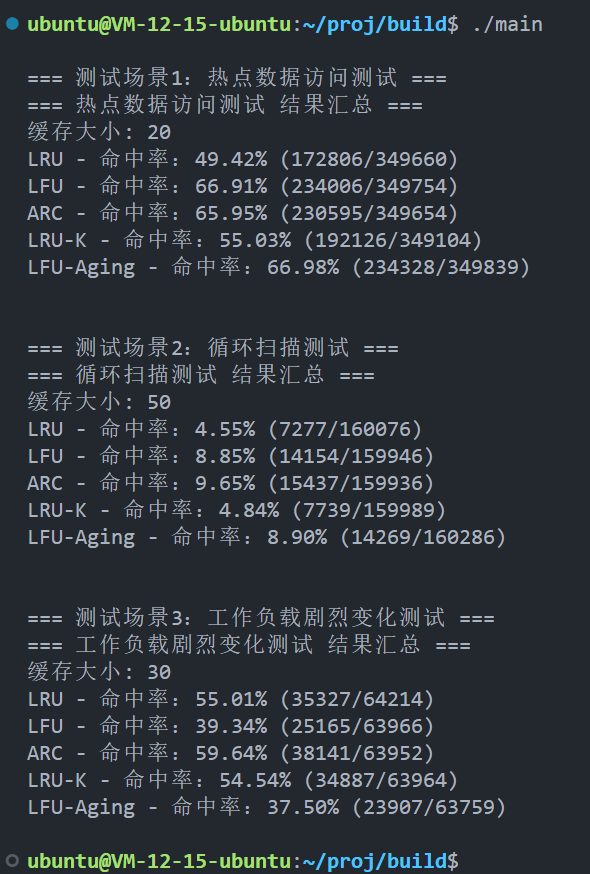 ubuntu@VM-12-15-ubuntu:~/proj/build$ ./main
=== 测试场景1：热点数据访问测试 ===
=== 热点数据访问测试 结果汇总 ===
缓存大小: 20
LRU - 命中率：49.42% (172806/349660)
LFU - 命中率：66.91% (234006/349754)
ARC - 命中率：65.95% (230595/349654)
LRU-K - 命中率：55.03% (192126/349104)
LFU-Aging - 命中率：66.98% (234328/349839)
=== 测试场景2：循环扫描测试 ===
=== 循环扫描测试 结果汇总 ===
缓存大小: 50
LRU - 命中率：4.55% (7277/160076)
LFU - 命中率：8.85% (14154/159946)
ARC - 命中率：9.65% (15437/159936)
LRU-K - 命中率：4.84% (7739/159989)
LFU-Aging - 命中率：8.90% (14269/160286)
=== 测试场景3：工作负载剧烈变化测试 ===
=== 工作负载剧烈变化测试 结果汇总 ===
缓存大小: 30
LRU - 命中率：55.01% (35327/64214)
LFU - 命中率：39.34% (25165/63966)
ARC - 命中率：59.64% (38141/63952)
LRU-K - 命中率：54.54% (34887/63964)
LFU-Aging - 命中率：37.50% (23907/63759)
ubuntu@VM-12-15-ubuntu:~/proj/build$